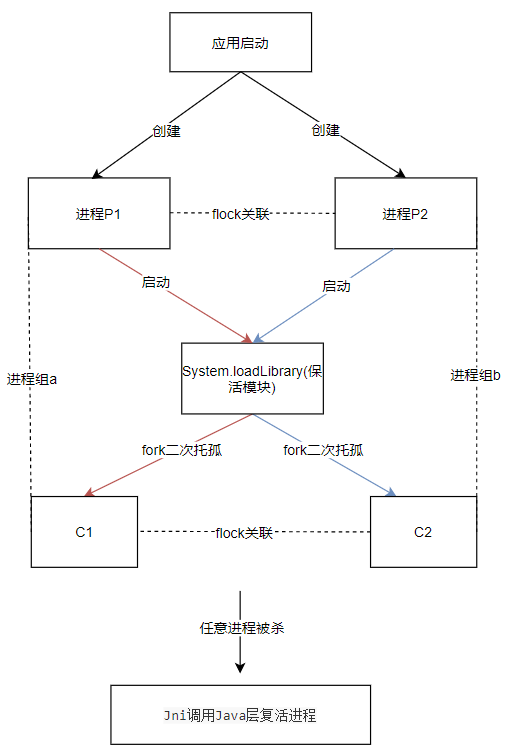 应用启动
创建
创建
进程P1
flock关联
进程P2
启动
启动
System.loadLibrary(保
活模块)
进程组a
进程组b
fork二次托孤
fork二次托孤
C1
flock关联
C2
任意进程被杀
Jni调用Java层复活进程